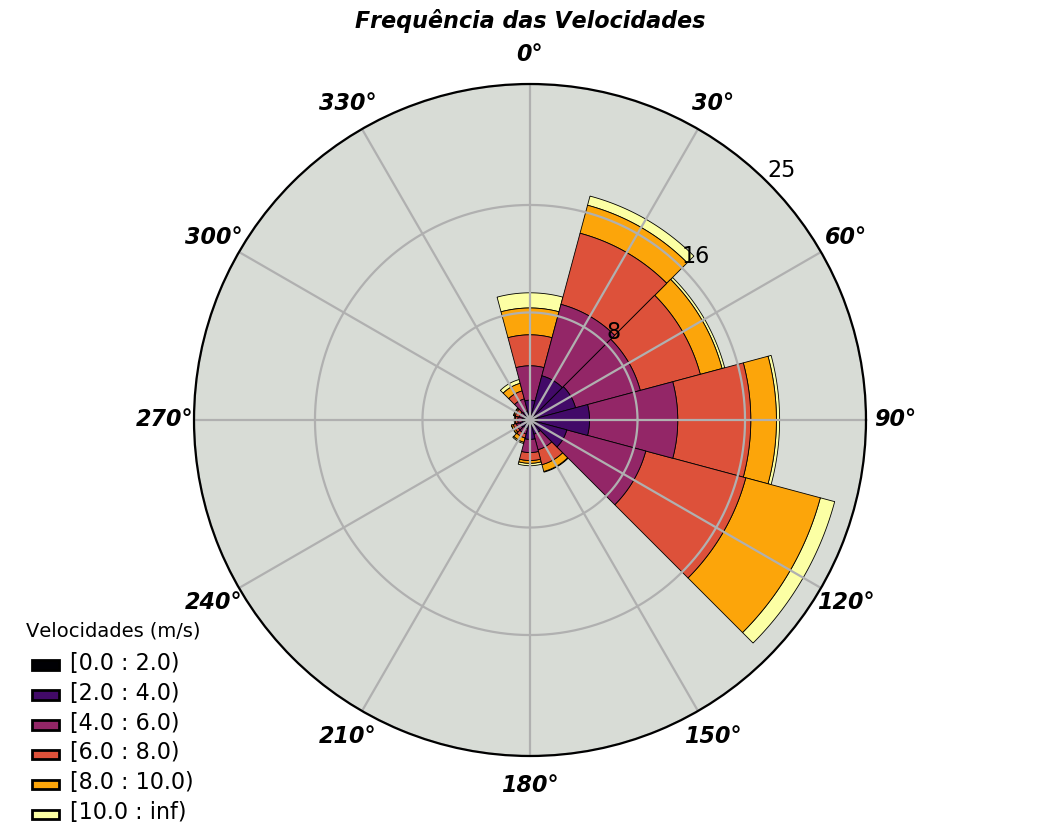 Frequência das Velocidades
0°
330°
30°
25
300°
60°
16
8
270°
90°
240°
120°
210°
150°
180°
Velocidades (m/s)
[0.0 : 2.0)
[2.0 : 4.0)
[4.0 : 6.0)
[6.0 : 8.0)
[8.0 : 10.0)
[10.0 : inf)